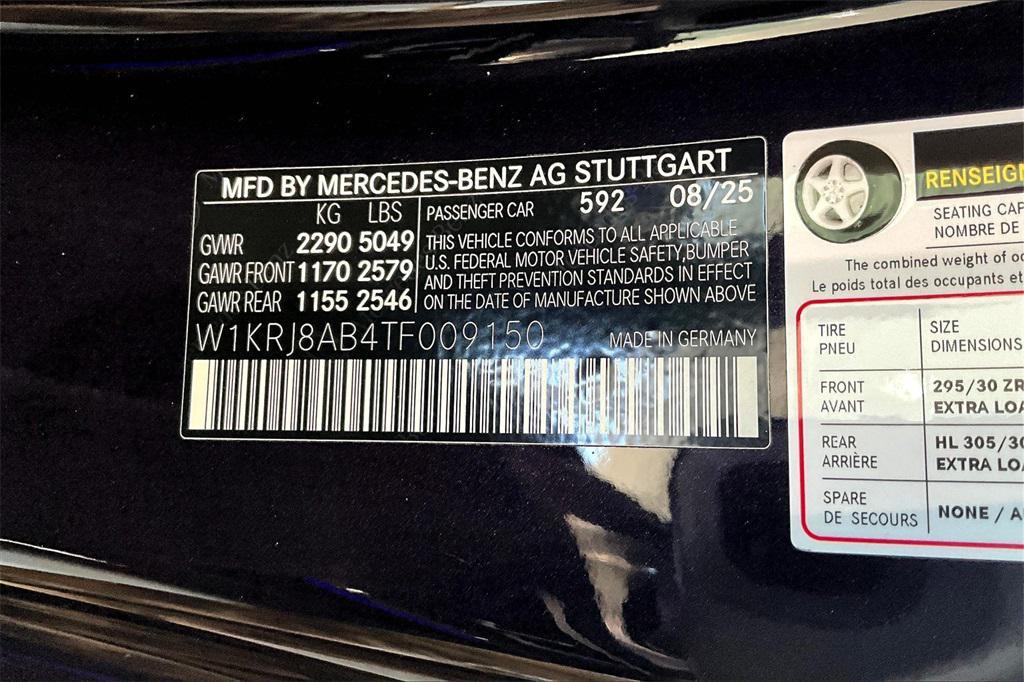 MFD BY MERCEDES-BENZ AG STUTTGART
KG LBS
GVWR 2290 5049
GAWR FRONT 1170 2579
GAWR REAR 1155 2546
PASSENGER CAR 592 08/25
THIS VEHICLE CONFORMS TO ALL APPLICABLE
U.S. FEDERAL MOTOR VEHICLE SAFETY,BUMPER
AND THEFT PREVENTION STANDARDS IN EFFECT
ON THE DATE OF MANUFACTURE SHOWN ABOVE
W1KRJ8AB4TF009150 MADE IN GERMANY
RENSEIGN
SEATING CAP
NOMBRE DE
The combined weight of oc
Le poids total des occupants et
TIRE SIZE
PNEU DIMENSIONS
FRONT 295/30 ZR
AVANT EXTRA LOA
REAR HL 305/30
ARRIÈRE EXTRA LOA
SPARE
DE SECOURS NONE / A